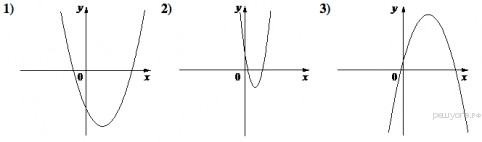 1) y 0 x
2) y 0 x
3) y 0 x
решуогэ.рф